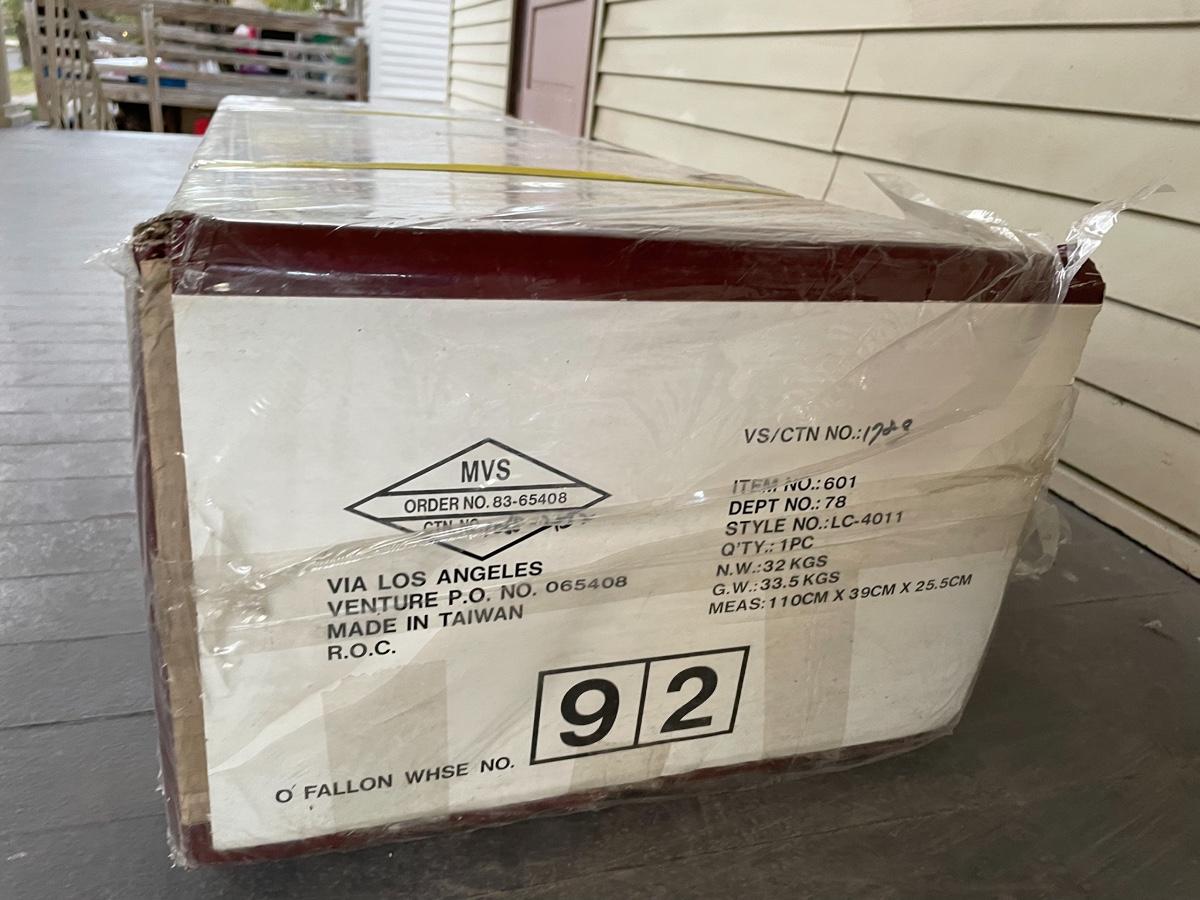 MVS
ORDER NO. 83-65408
CTN. NO.
VIA LOS ANGELES
VENTURE P.O. NO. 065408
MADE IN TAIWAN
R.O.C.
VS/CTN NO.:
ITEM NO.: 601
DEPT NO.: 78
STYLE NO.: LC-4011
Q'TY.: 1PC
N.W.: 32 KGS
G.W.: 33.5 KGS
MEAS: 110CM X 39CM X 25.5CM
O' FALLON WHSE NO. 92